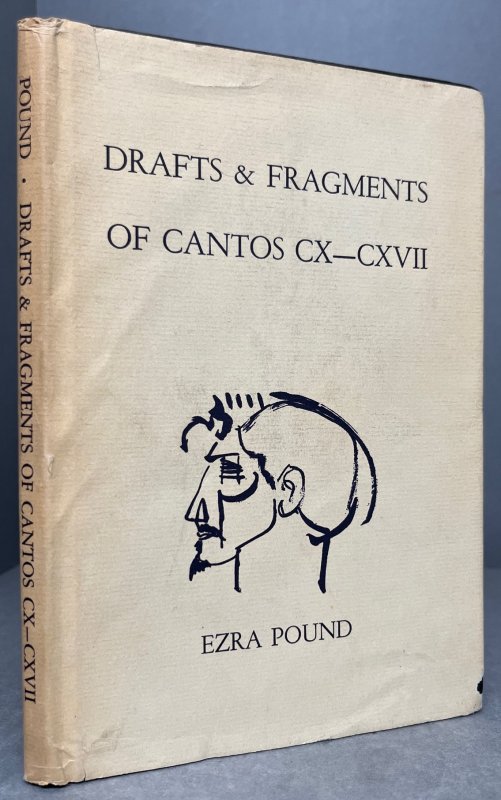 POUND · DRAFTS & FRAGMENTS OF CANTOS CX—CXVII
DRAFTS & FRAGMENTS
OF CANTOS CX—CXVII
EZRA POUND